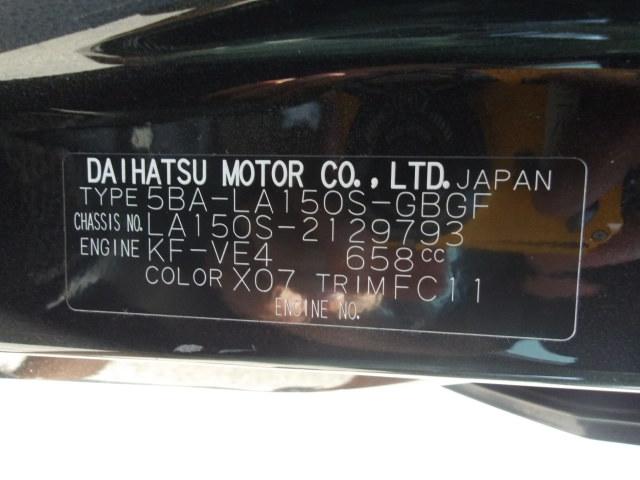 DAIHATSU MOTOR CO., LTD. JAPAN
TYPE 5BA-LA150S-GBGF
CHASSIS NO. LA150S-2129793
ENGINE KF-VE4 658cc
COLOR X07 TRIM FC11
ENGINE NO.